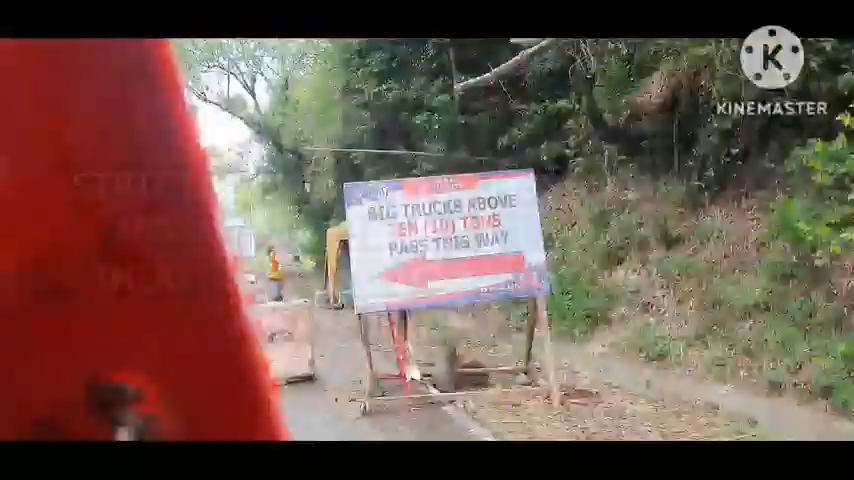 KINEMASTER
BIG TRUCKS ABOVE
TEN (10) TONS
PASS THIS WAY